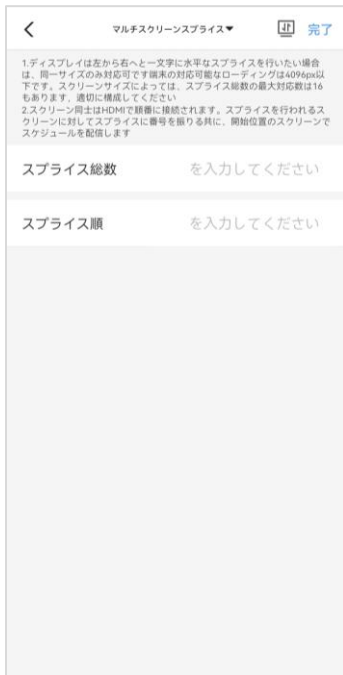 マルチスクリーンスプライス▼
完了
1.ディスプレイは左から右へと一文字に水平なスプライスを行いたい場合
は、同一サイズのみ対応可です端末の対応可能なローディングは4096px以
下です。スクリーンサイズによっては、スプライス総数の最大対応数は16
もあります，適切に構成してください
2.スクリーン同士はHDMIで順番に接続されます。スプライスを行われるス
クリーンに対してスプライスに番号を振りる共に、開始位置のスクリーンで
スケジュールを配信します
スプライス総数 を入力してください
スプライス順 を入力してください